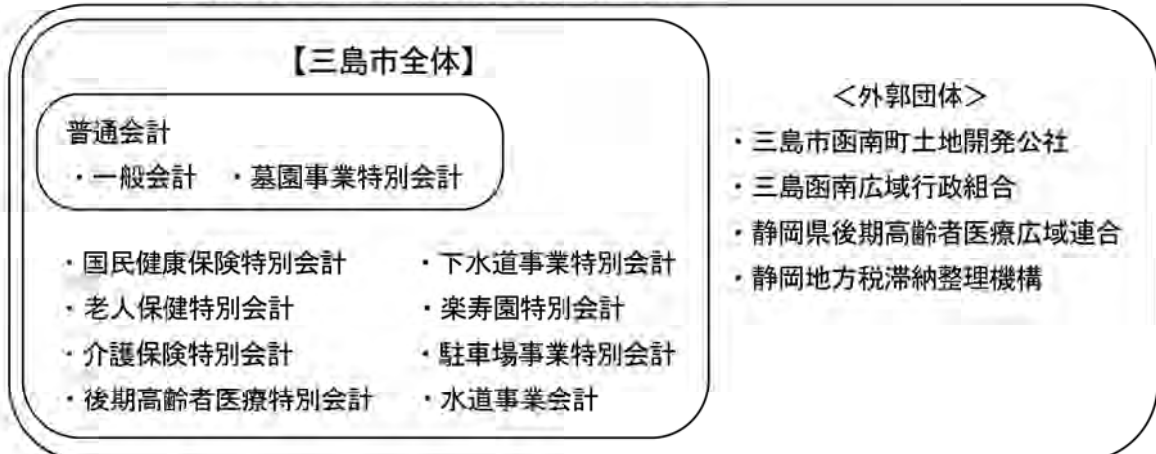 【三島市全体】
普通会計
・一般会計　・墓園事業特別会計
・国民健康保険特別会計　・下水道事業特別会計
・老人保健特別会計　・楽寿園特別会計
・介護保険特別会計　・駐車場事業特別会計
・後期高齢者医療特別会計　・水道事業会計
＜外郭団体＞
・三島市函南町土地開発公社
・三島函南広域行政組合
・静岡県後期高齢者医療広域連合
・静岡地方税滞納整理機構